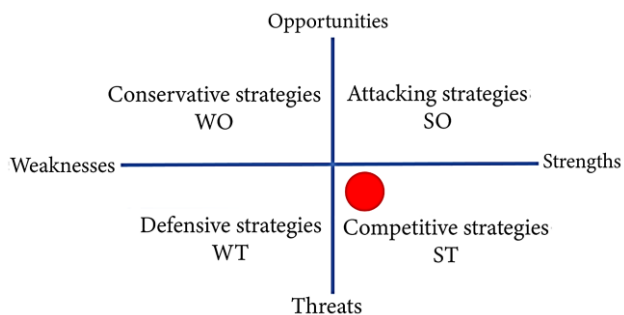 Opportunities
Conservative strategies
WO
Attacking strategies
SO
Weaknesses
Strengths
Defensive strategies
WT
Competitive strategies
ST
Threats